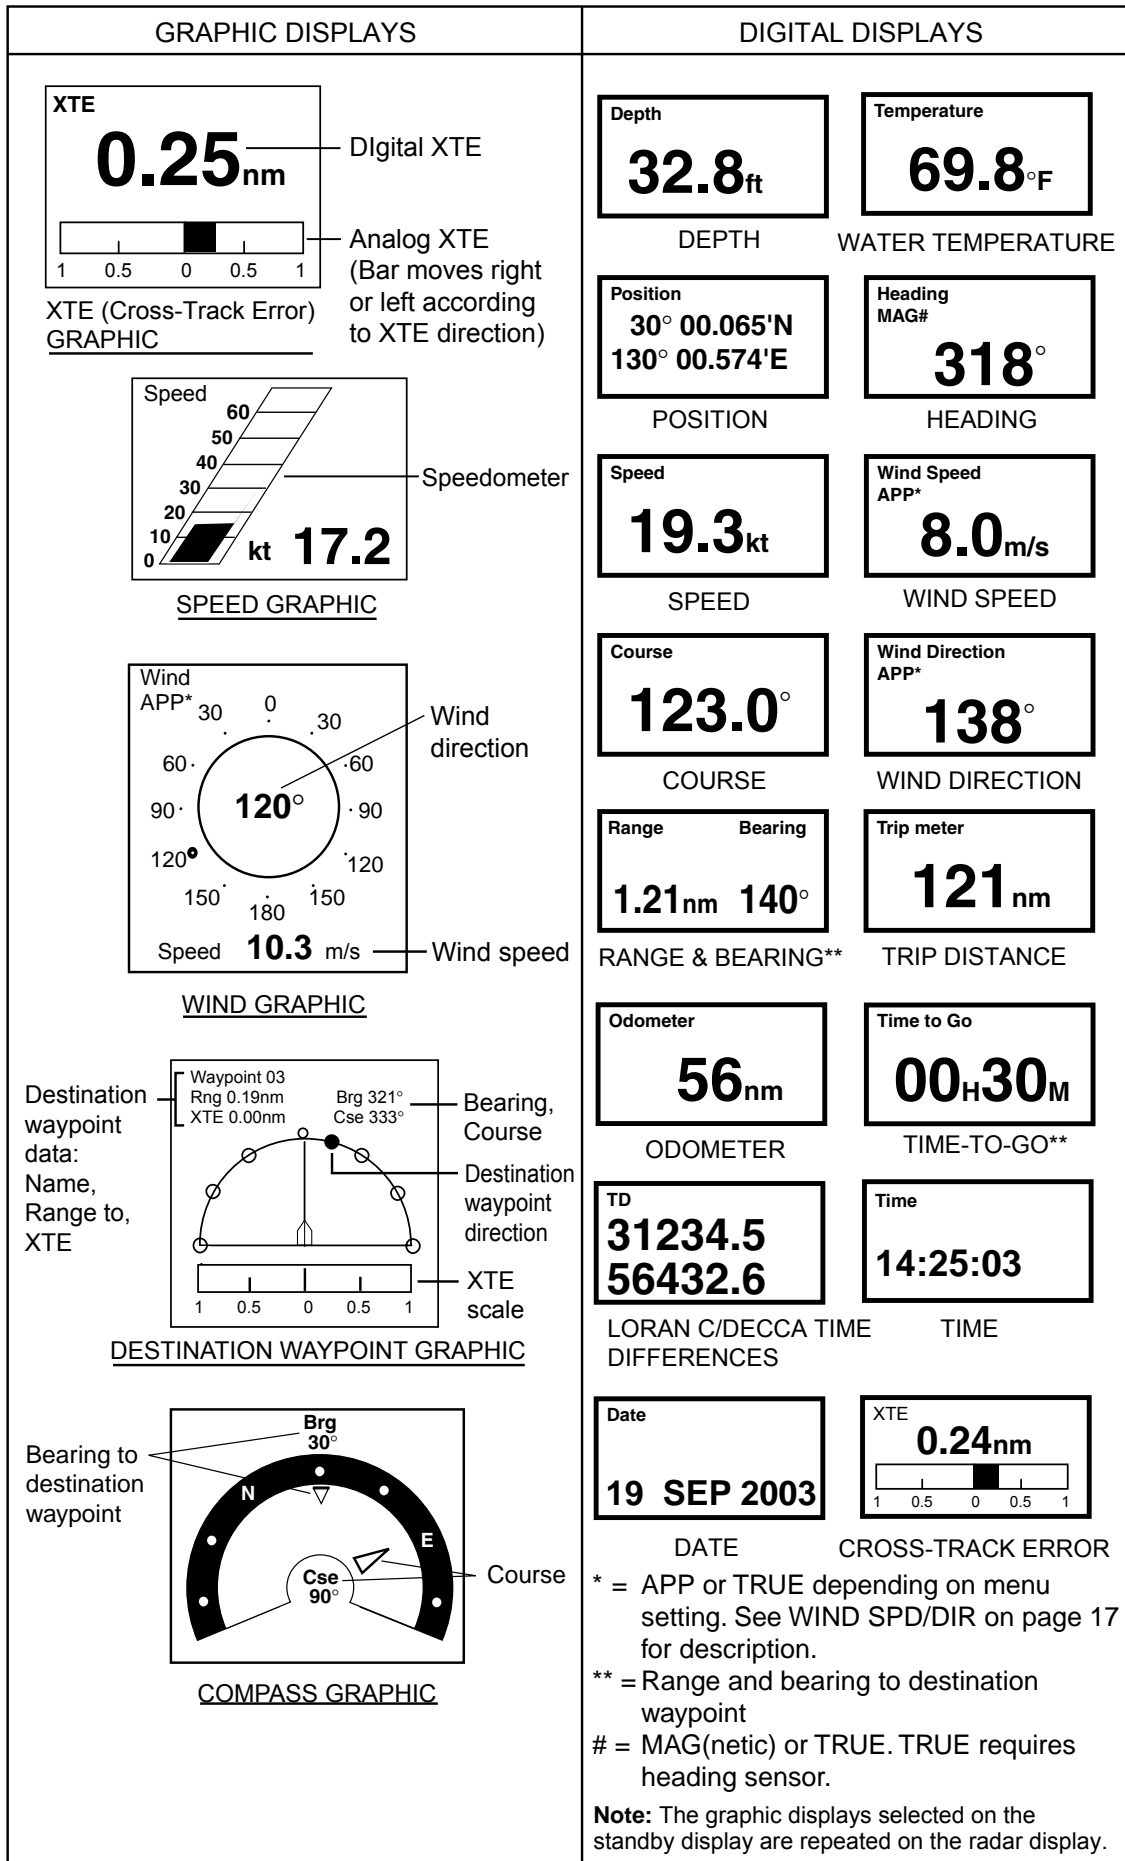 GRAPHIC DISPLAYS
XTE
0.25nm
1 0.5 0 0.5 1
DIgital XTE
Analog XTE
(Bar moves right
or left according
to XTE direction)
XTE (Cross-Track Error)
GRAPHIC
Speed
60
50
40
30
20
10
0
kt 17.2
Speedometer
SPEED GRAPHIC
Wind
APP*
0
30 30
60 60
90 90
120 120
150 150
180
120°
Speed 10.3 m/s
Wind
direction
Wind speed
WIND GRAPHIC
Destination
waypoint
data:
Name,
Range to,
XTE
Waypoint 03
Rng 0.19nm Brg 321°
XTE 0.00nm Cse 333°
1 0.5 0 0.5 1
Bearing,
Course
Destination
waypoint
direction
XTE
scale
DESTINATION WAYPOINT GRAPHIC
Bearing to
destination
waypoint
Brg
30°
N
E
Cse
90°
Course
COMPASS GRAPHIC
DIGITAL DISPLAYS
Depth
32.8ft
DEPTH
Temperature
69.8°F
WATER TEMPERATURE
Position
30° 00.065'N
130° 00.574'E
POSITION
Heading
MAG#
318°
HEADING
Speed
19.3kt
SPEED
Wind Speed
APP*
8.0m/s
WIND SPEED
Course
123.0°
COURSE
Wind Direction
APP*
138°
WIND DIRECTION
Range Bearing
1.21nm 140°
RANGE & BEARING**
Trip meter
121nm
TRIP DISTANCE
Odometer
56nm
ODOMETER
Time to Go
00H30M
TIME-TO-GO**
TD
31234.5
56432.6
LORAN C/DECCA TIME
DIFFERENCES
Time
14:25:03
TIME
Date
19 SEP 2003
DATE
XTE
0.24nm
1 0.5 0 0.5 1
CROSS-TRACK ERROR
* = APP or TRUE depending on menu
setting. See WIND SPD/DIR on page 17
for description.
** = Range and bearing to destination
waypoint
# = MAG(netic) or TRUE. TRUE requires
heading sensor.
Note: The graphic displays selected on the
standby display are repeated on the radar display.